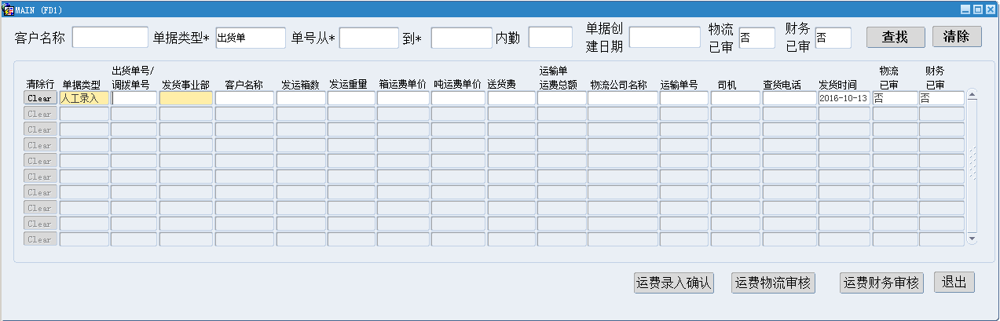 MAIN (FD1)
客户名称 单据类型* 出货单 单号从* 到* 内勤 单据创建日期 物流已审 否 财务已审 否 查找 清除
清除行 单据类型 出货单号/调拨单号 发货事业部 客户名称 发运箱数 发运重量 箱运费单价 吨运费单价 送货费 运输单运费总额 物流公司名称 运输单号 司机 查货电话 发货时间 物流已审 财务已审
Clear 人工录入 2016-10-13 否 否
Clear
Clear
Clear
Clear
Clear
Clear
Clear
Clear
Clear
运费录入确认 运费物流审核 运费财务审核 退出